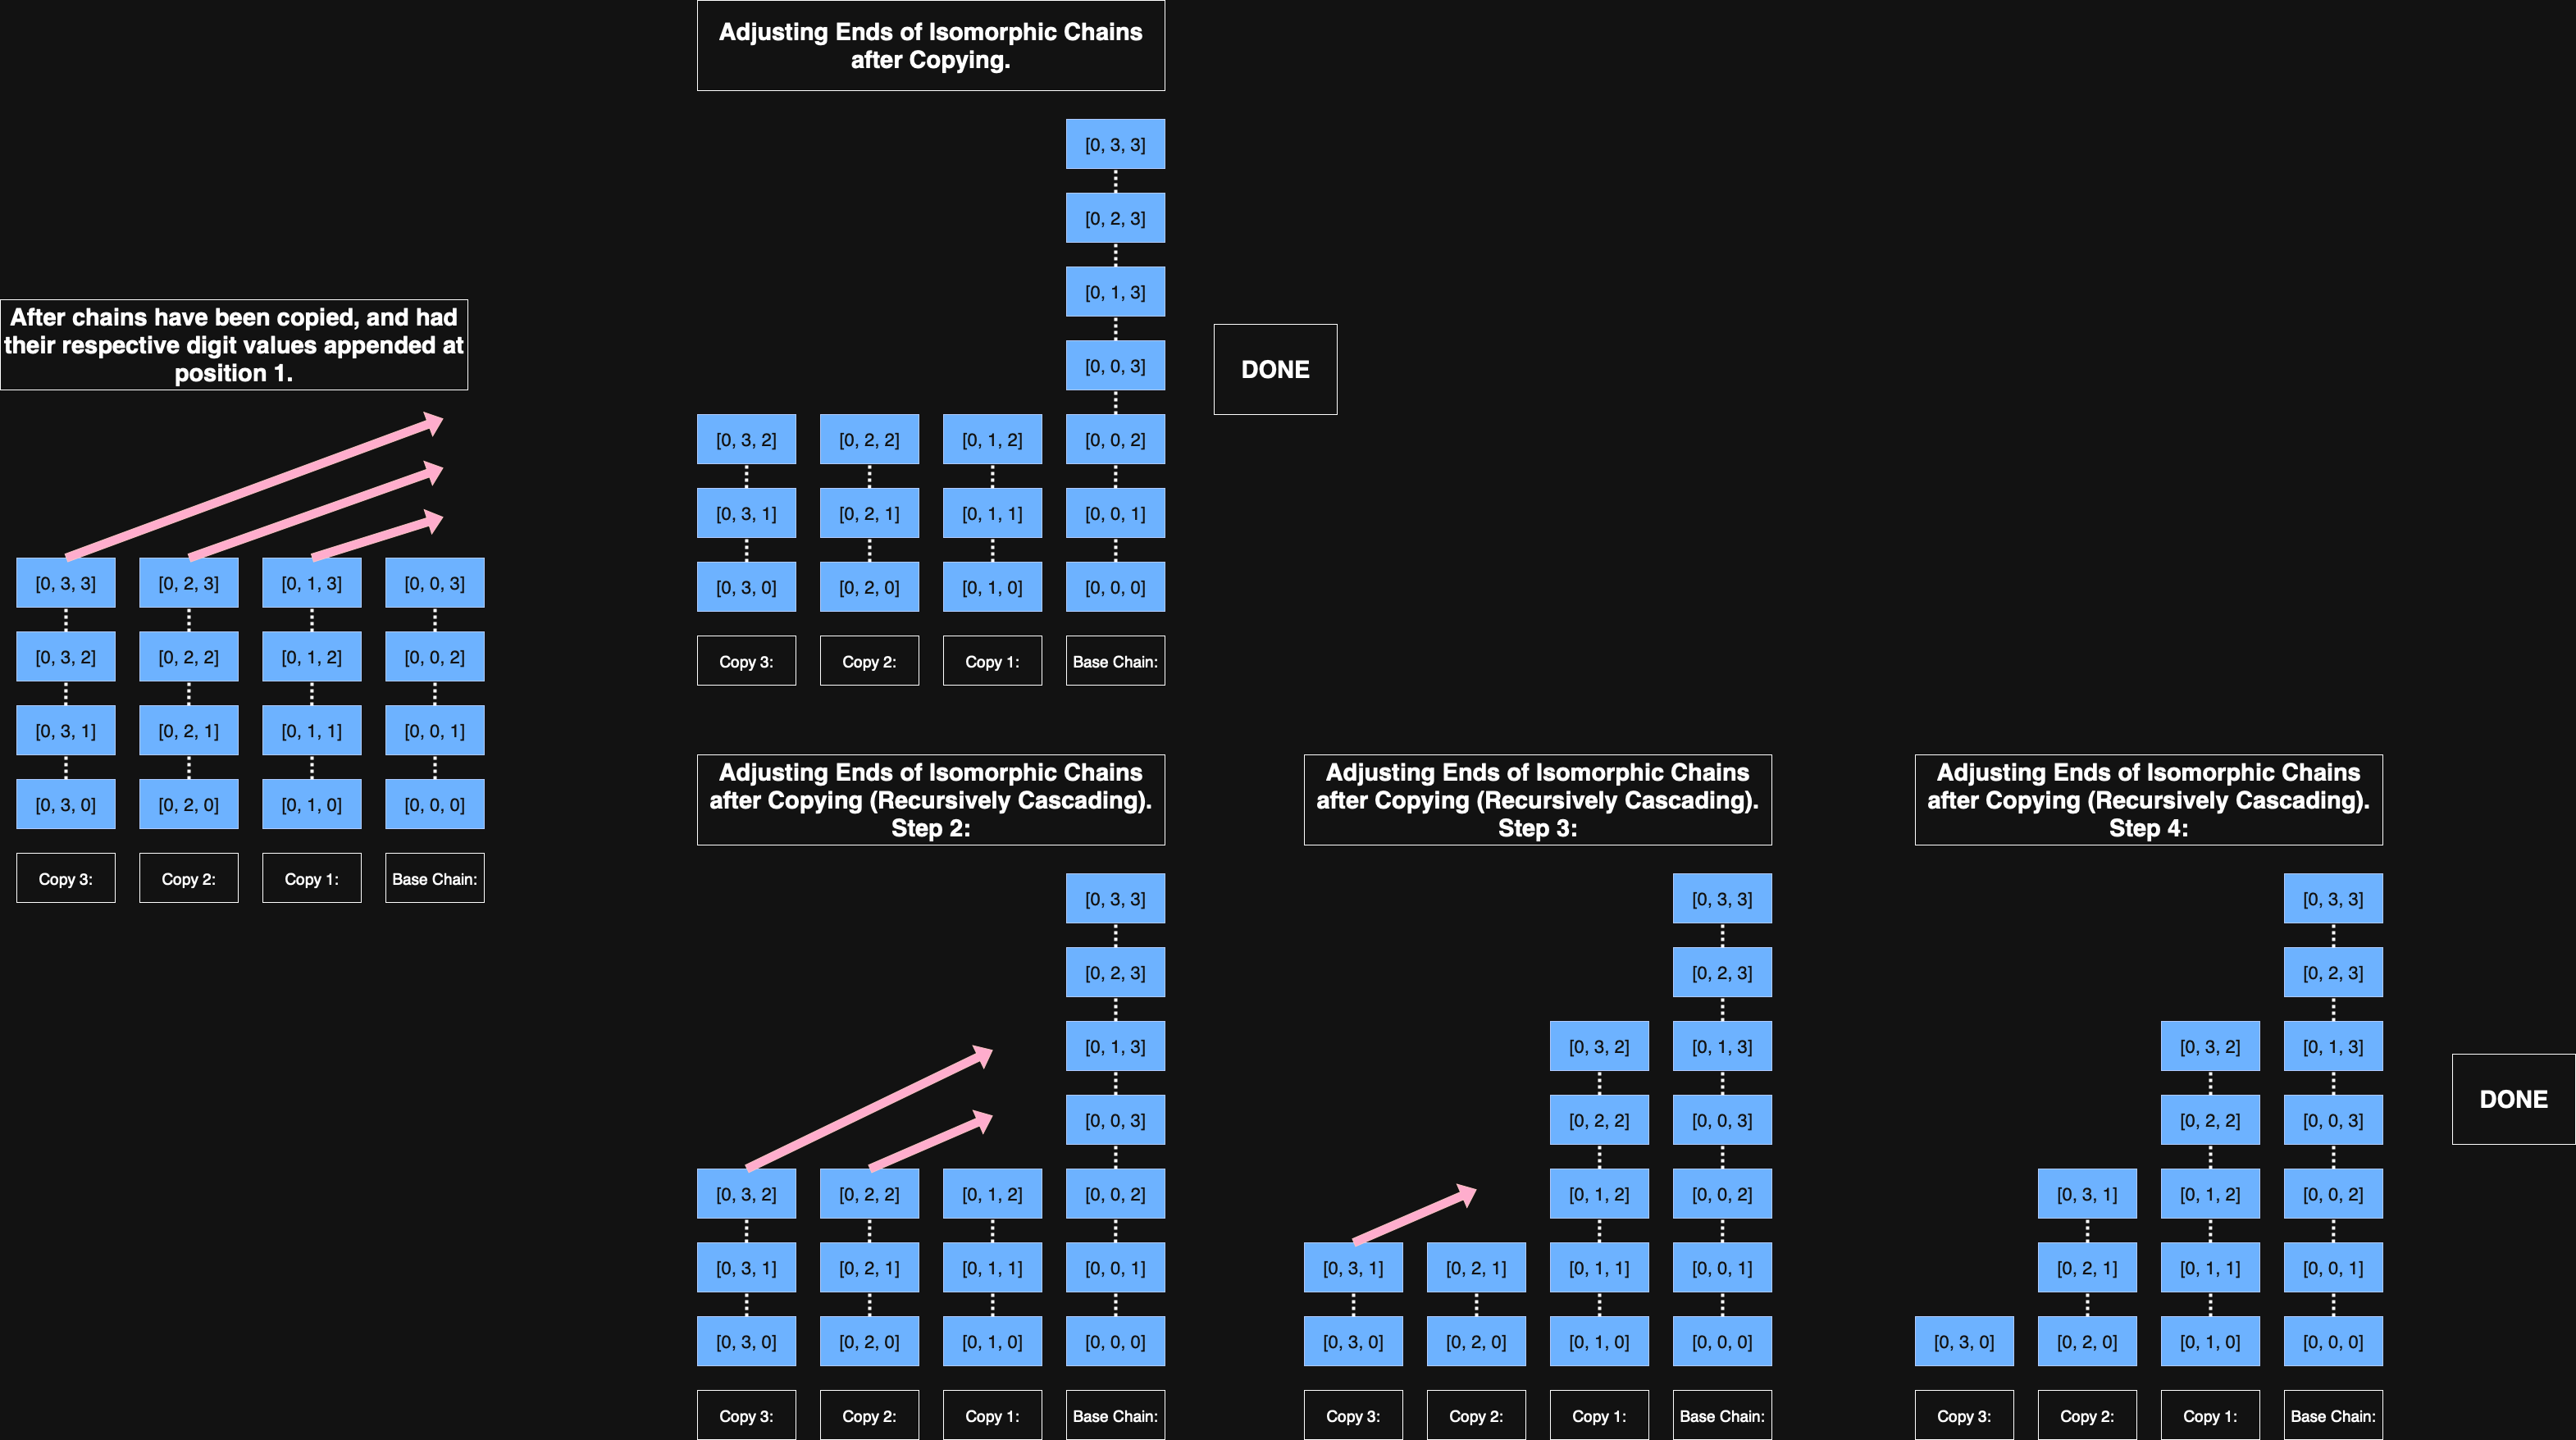 Adjusting Ends of Isomorphic Chains
after Copying.
[0, 3, 3]
[0, 2, 3]
[0, 1, 3]
[0, 0, 3]
[0, 3, 2] [0, 2, 2] [0, 1, 2] [0, 0, 2]
[0, 3, 1] [0, 2, 1] [0, 1, 1] [0, 0, 1]
[0, 3, 0] [0, 2, 0] [0, 1, 0] [0, 0, 0]
Copy 3: Copy 2: Copy 1: Base Chain:
DONE
After chains have been copied, and had
their respective digit values appended at
position 1.
[0, 3, 3] [0, 2, 3] [0, 1, 3] [0, 0, 3]
[0, 3, 2] [0, 2, 2] [0, 1, 2] [0, 0, 2]
[0, 3, 1] [0, 2, 1] [0, 1, 1] [0, 0, 1]
[0, 3, 0] [0, 2, 0] [0, 1, 0] [0, 0, 0]
Copy 3: Copy 2: Copy 1: Base Chain:
Adjusting Ends of Isomorphic Chains
after Copying (Recursively Cascading).
Step 2:
[0, 3, 3]
[0, 2, 3]
[0, 1, 3]
[0, 0, 3]
[0, 3, 2] [0, 2, 2] [0, 1, 2] [0, 0, 2]
[0, 3, 1] [0, 2, 1] [0, 1, 1] [0, 0, 1]
[0, 3, 0] [0, 2, 0] [0, 1, 0] [0, 0, 0]
Copy 3: Copy 2: Copy 1: Base Chain:
Adjusting Ends of Isomorphic Chains
after Copying (Recursively Cascading).
Step 3:
[0, 3, 3]
[0, 2, 3]
[0, 3, 2] [0, 1, 3]
[0, 2, 2] [0, 0, 3]
[0, 1, 2] [0, 0, 2]
[0, 3, 1] [0, 2, 1] [0, 1, 1] [0, 0, 1]
[0, 3, 0] [0, 2, 0] [0, 1, 0] [0, 0, 0]
Copy 3: Copy 2: Copy 1: Base Chain:
Adjusting Ends of Isomorphic Chains
after Copying (Recursively Cascading).
Step 4:
[0, 3, 3]
[0, 2, 3]
[0, 3, 2] [0, 1, 3]
[0, 2, 2] [0, 0, 3]
[0, 3, 1] [0, 1, 2] [0, 0, 2]
[0, 2, 1] [0, 1, 1] [0, 0, 1]
[0, 3, 0] [0, 2, 0] [0, 1, 0] [0, 0, 0]
Copy 3: Copy 2: Copy 1: Base Chain:
DONE